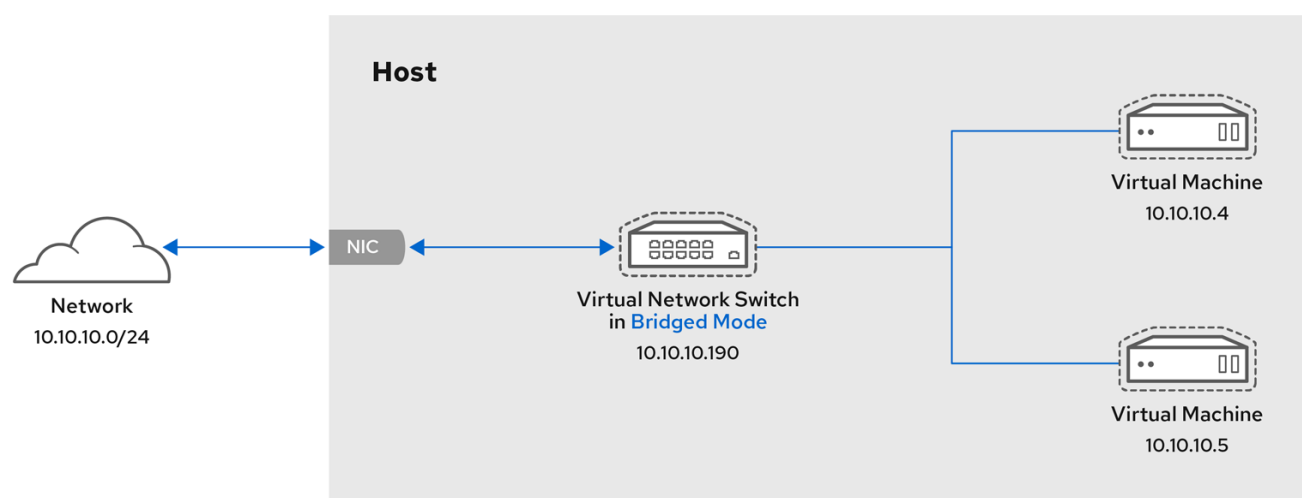 Host
Virtual Machine
10.10.10.4
NIC
Network
10.10.10.0/24
Virtual Network Switch
in Bridged Mode
10.10.10.190
Virtual Machine
10.10.10.5